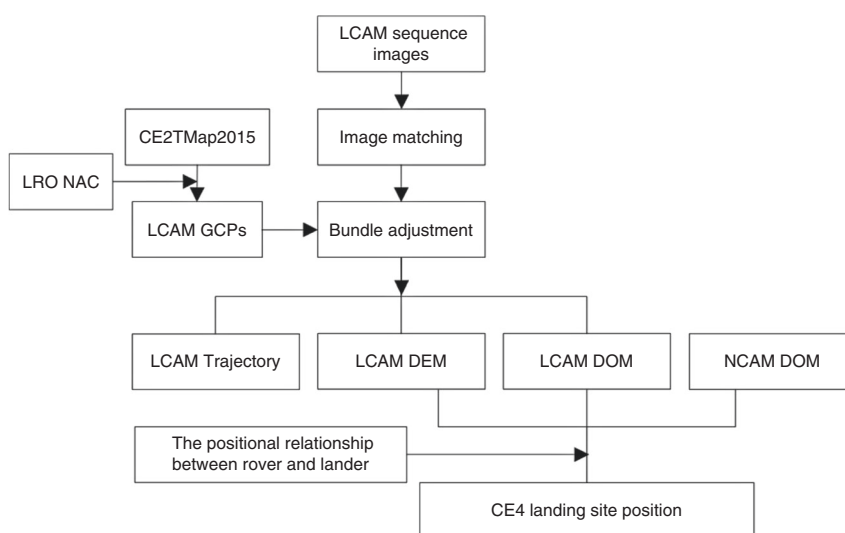 LCAM sequence
images
CE2TMap2015
Image matching
LRO NAC
LCAM GCPs
Bundle adjustment
LCAM Trajectory
LCAM DEM
LCAM DOM
NCAM DOM
The positional relationship
between rover and lander
CE4 landing site position